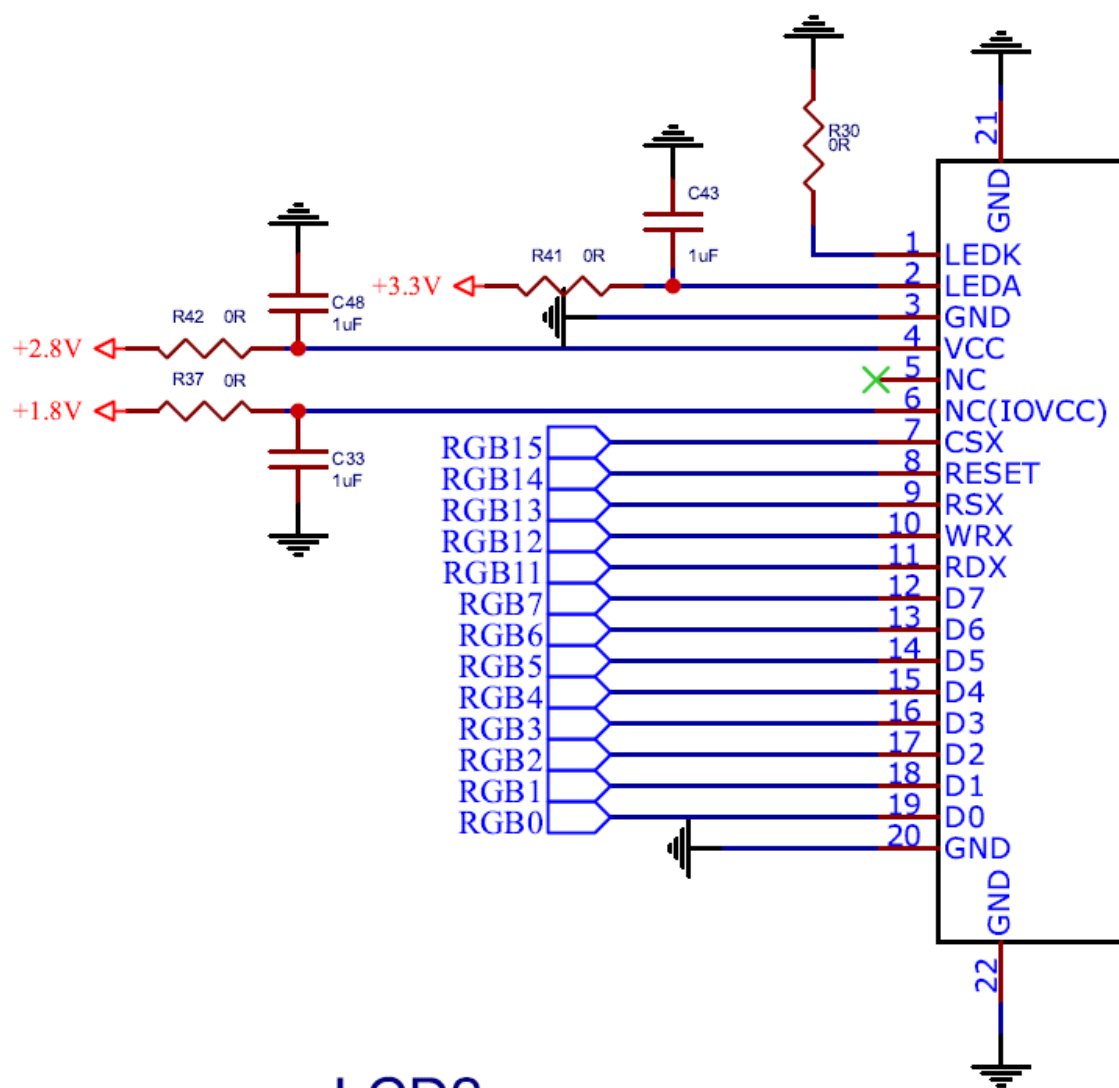 21
GND
R30
0R
C43
1uF
1 LEDK
R41 0R
+3.3V
2 LEDA
3 GND
C48
1uF
R42 0R
+2.8V
4 VCC
5 NC
R37 0R
+1.8V
6 NC(IOVCC)
C33
1uF
RGB15 7 CSX
RGB14 8 RESET
RGB13 9 RSX
RGB12 10 WRX
RGB11 11 RDX
RGB7 12 D7
RGB6 13 D6
RGB5 14 D5
RGB4 15 D4
RGB3 16 D3
RGB2 17 D2
RGB1 18 D1
RGB0 19 D0
20 GND
GND
22